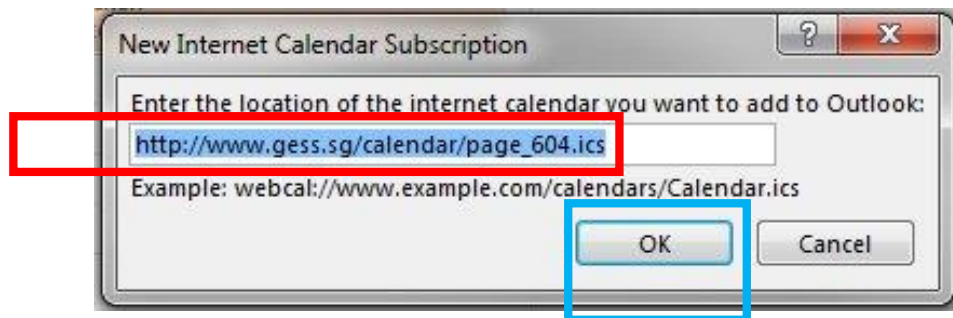 New Internet Calendar Subscription
Enter the location of the internet calendar you want to add to Outlook:
http://www.gess.sg/calendar/page_604.ics
Example: webcal://www.example.com/calendars/Calendar.ics
OK Cancel